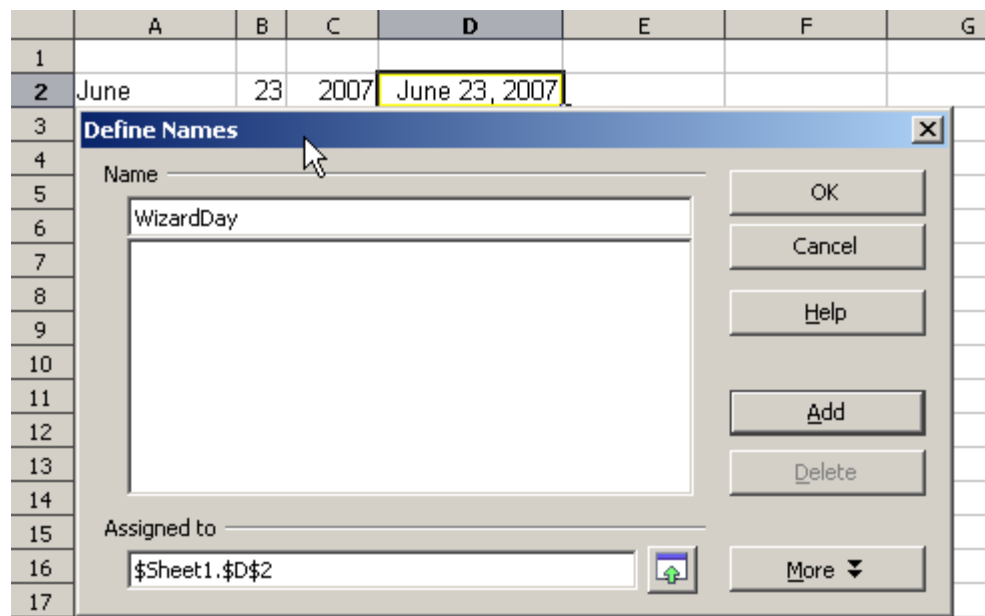 A B C D E F G
1
2 June 23 2007 June 23, 2007
3
4
5
6
7
8
9
10
11
12
13
14
15
16
17
Define Names
Name
WizardDay
OK
Cancel
Help
Add
Delete
Assigned to
$Sheet1.$D$2
More